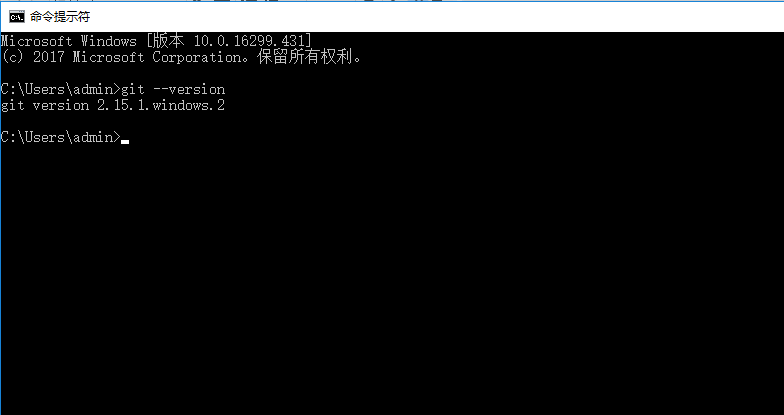 命令提示符
Microsoft Windows [版本 10.0.16299.431]
(c) 2017 Microsoft Corporation。保留所有权利。
C:\Users\admin>git --version
git version 2.15.1.windows.2
C:\Users\admin>